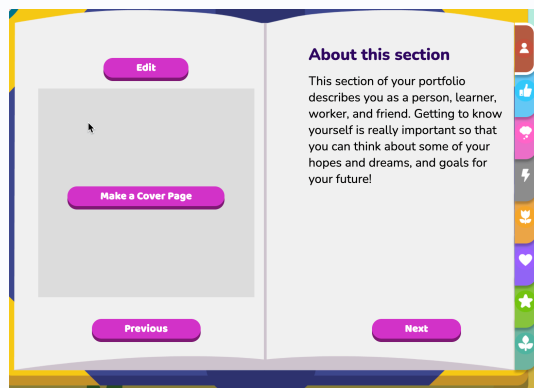 Edit
Make a Cover Page
Previous
About this section
This section of your portfolio
describes you as a person, learner,
worker, and friend. Getting to know
yourself is really important so that
you can think about some of your
hopes and dreams, and goals for
your future!
Next